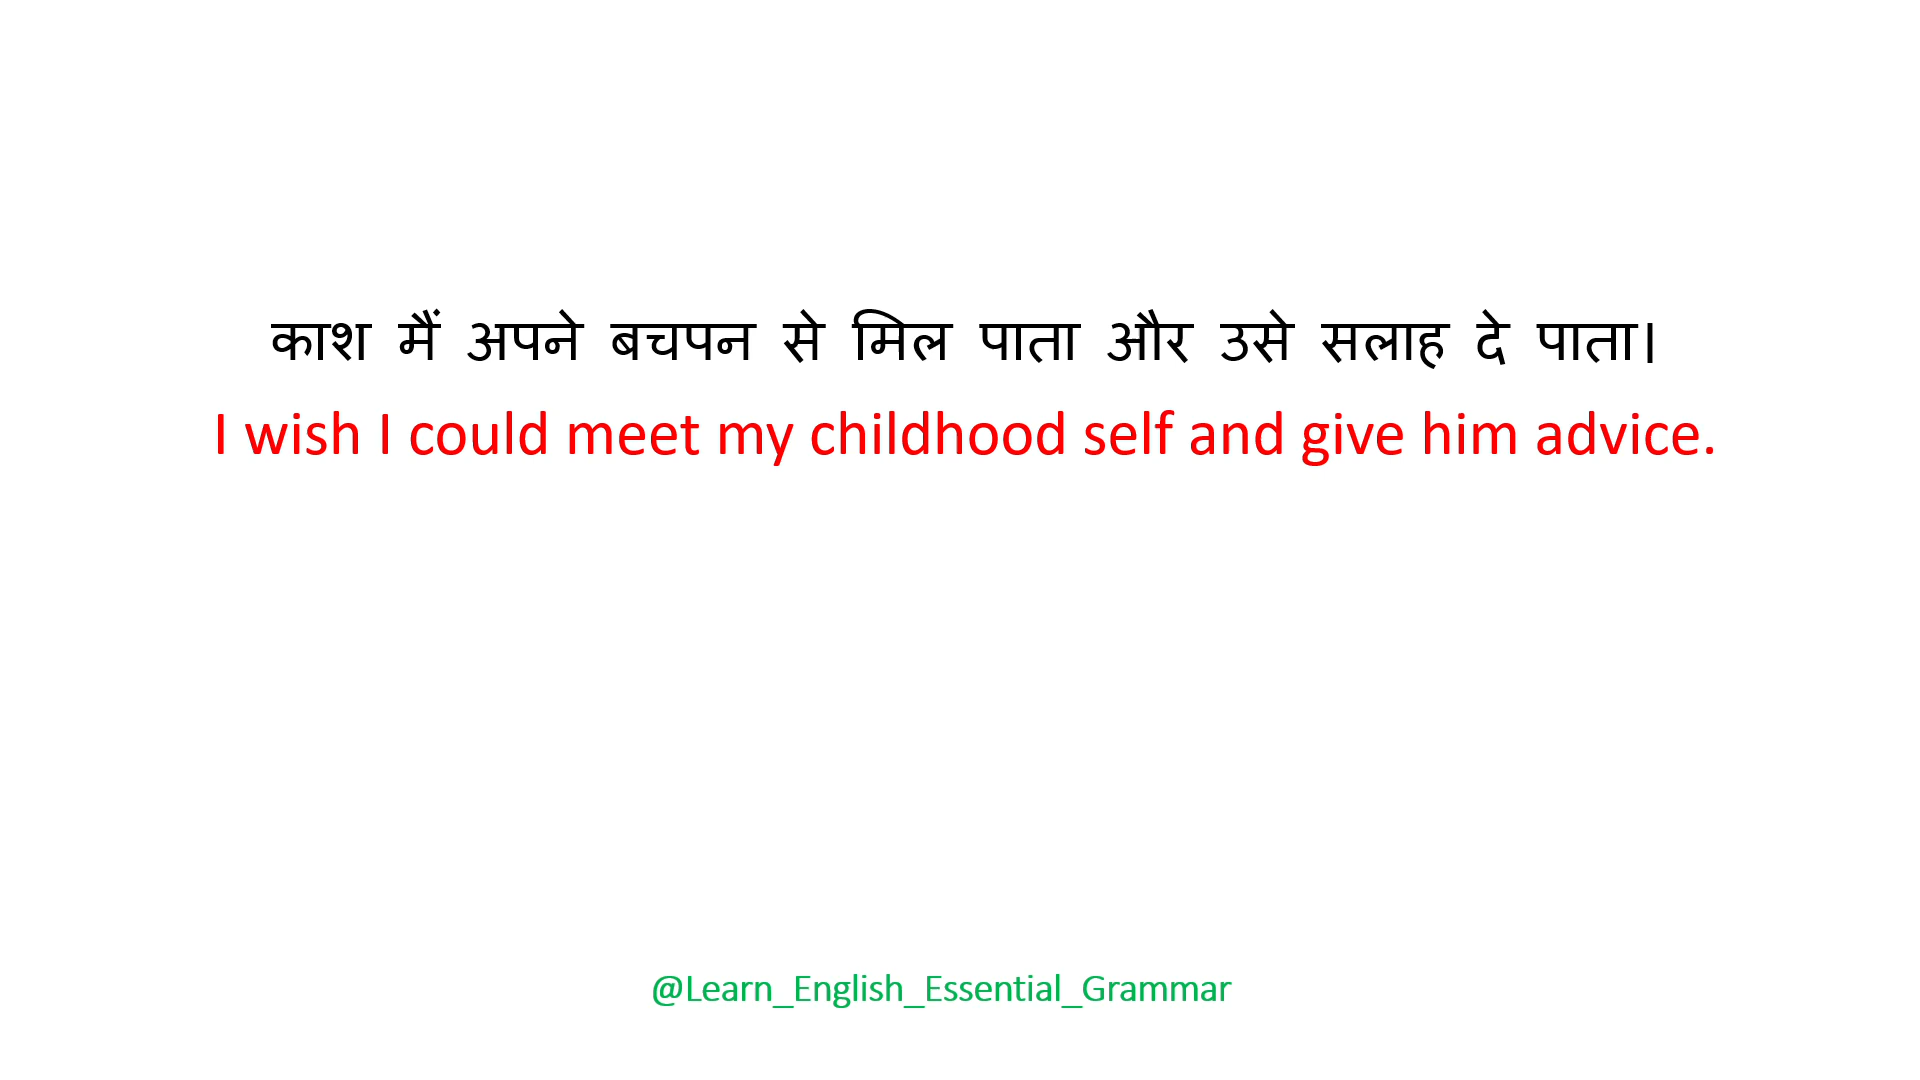 काश मैं अपने बचपन से मिल पाता और उसे सलाह दे पाता।
I wish I could meet my childhood self and give him advice.
@Learn_English_Essential_Grammar